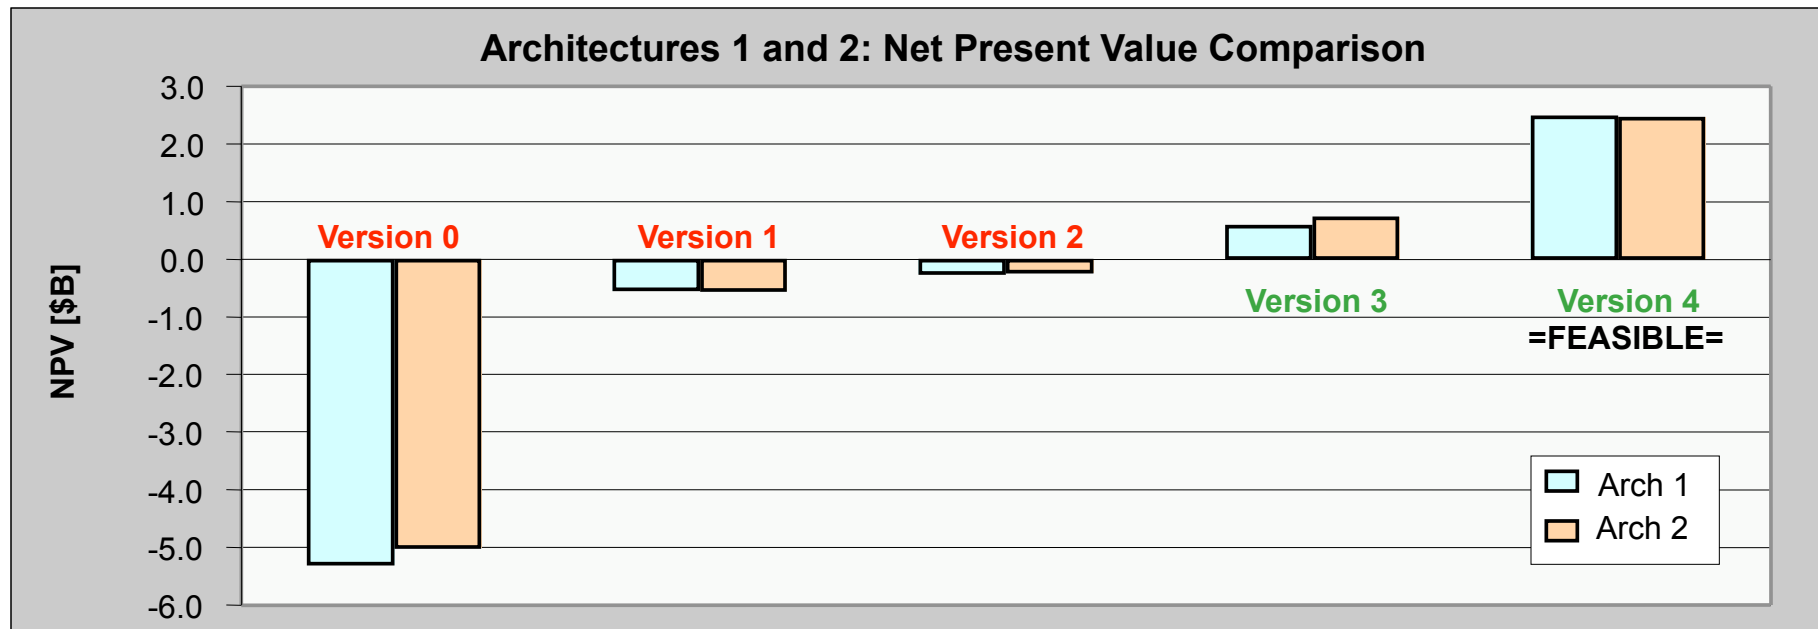 Architectures 1 and 2: Net Present Value Comparison
NPV [$B]
3.0
2.0
1.0
0.0
-1.0
-2.0
-3.0
-4.0
-5.0
-6.0
Version 0
Version 1
Version 2
Version 3
Version 4
=FEASIBLE=
Arch 1
Arch 2